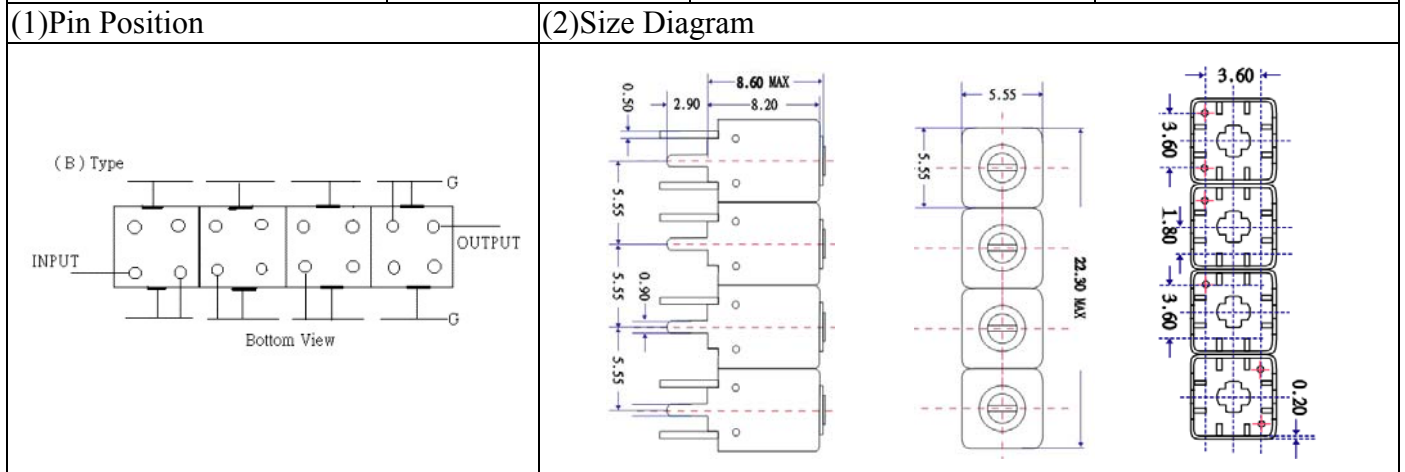 (1)Pin Position
(2)Size Diagram
( B ) Type
G
INPUT
OUTPUT
G
Bottom View
8.60 MAX
0.50
2.90
8.20
5.55
5.55
0.90
5.55
5.55
5.55
22.30 MAX
3.60
3.60
1.80
3.60
0.20